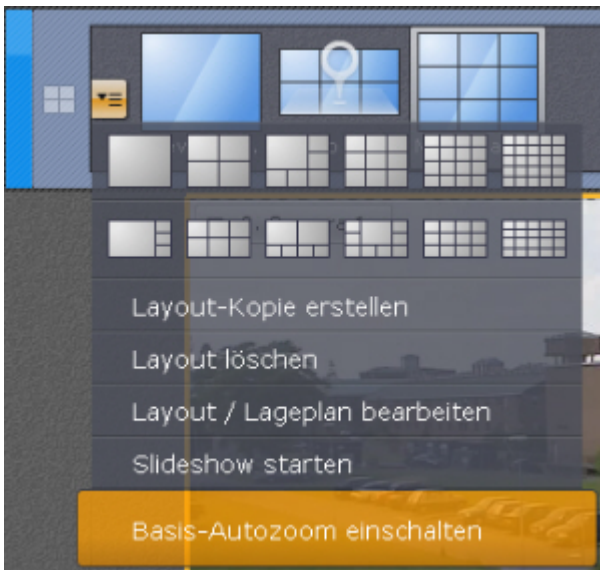 Layout-Kopie erstellen
Layout löschen
Layout / Lageplan bearbeiten
Slideshow starten
Basis-Autozoom einschalten